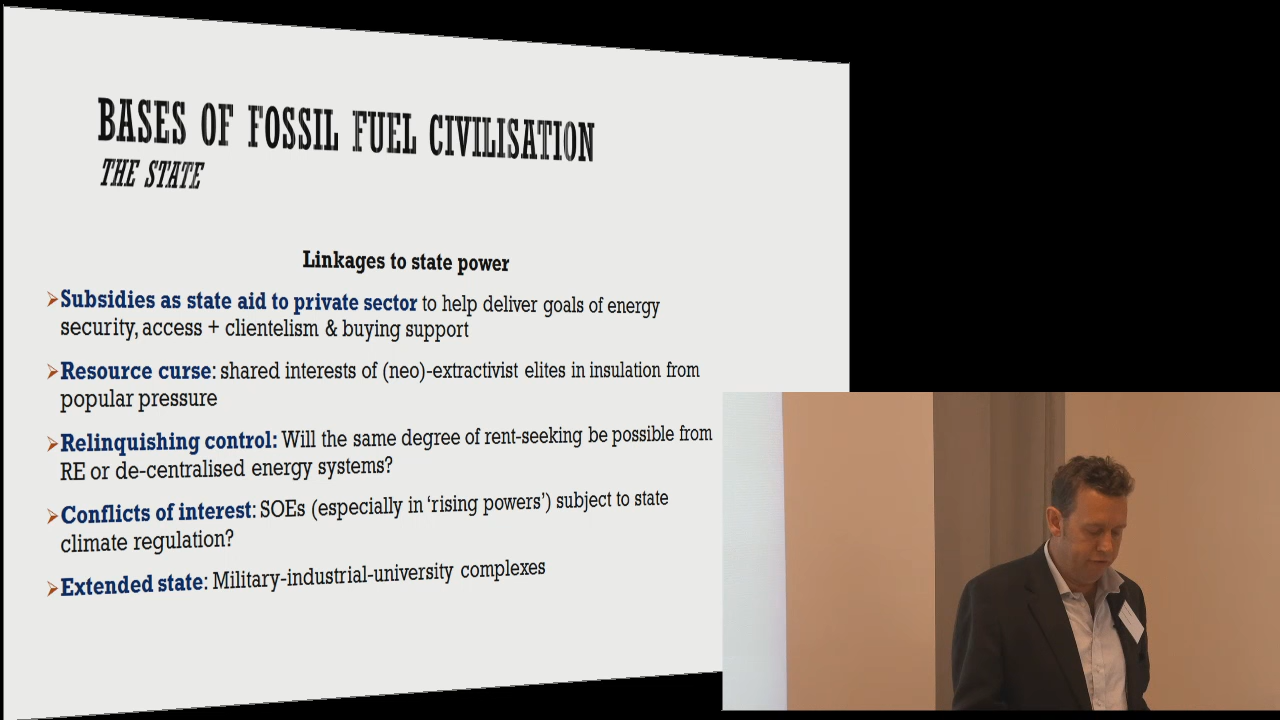 BASES OF FOSSIL FUEL CIVILISATION
THE STATE
Linkages to state power
➢Subsidies as state aid to private sector to help deliver goals of energy
security, access + clientelism & buying support
➢Resource curse: shared interests of (neo)-extractivist elites in insulation from
popular pressure
➢Relinquishing control: Will the same degree of rent-seeking be possible from
RE or de-centralised energy systems?
➢Conflicts of interest: SOEs (especially in ‘rising powers’) subject to state
climate regulation?
➢Extended state: Military-industrial-university complexes